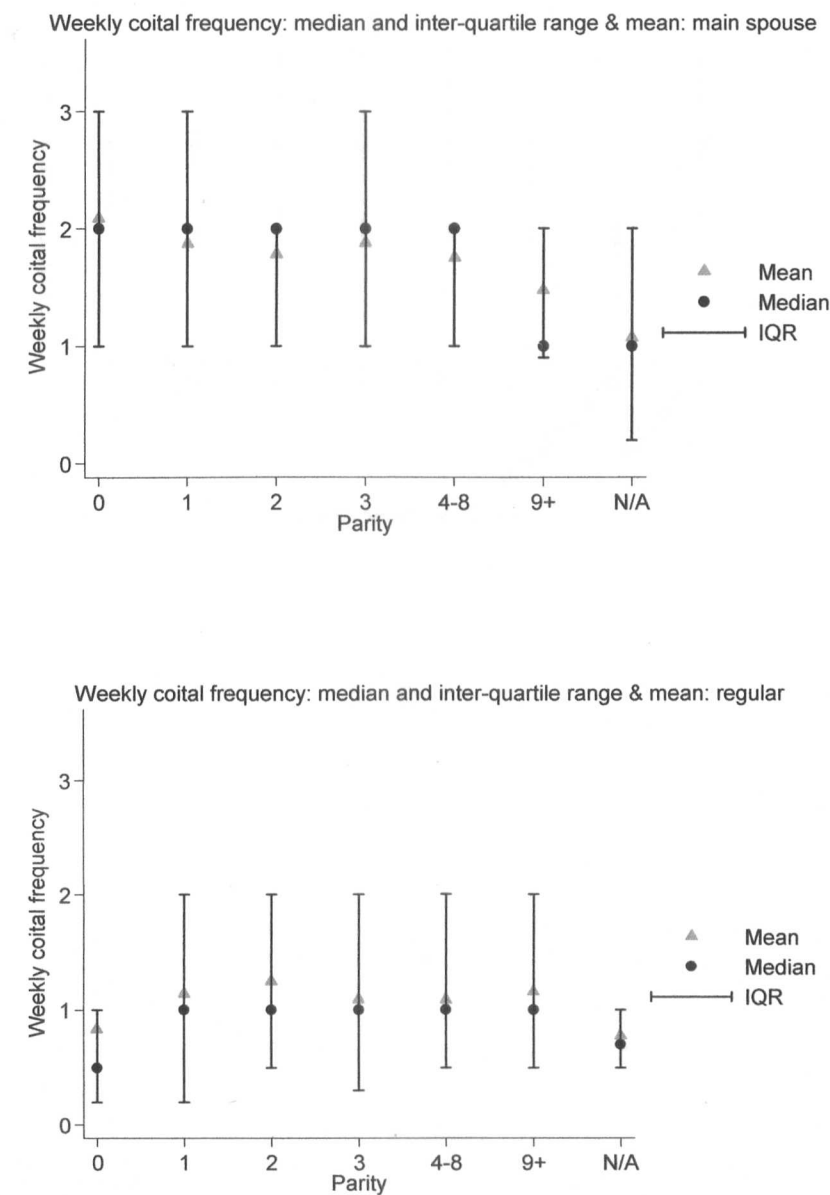 Weekly coital frequency: median and inter-quartile range & mean: main spouse
Weekly coital frequency
3
2
1
0
Mean
Median
IQR
0 1 2 3 4-8 9+ N/A
Parity
Weekly coital frequency: median and inter-quartile range & mean: regular
Weekly coital frequency
3
2
1
0
Mean
Median
IQR
0 1 2 3 4-8 9+ N/A
Parity